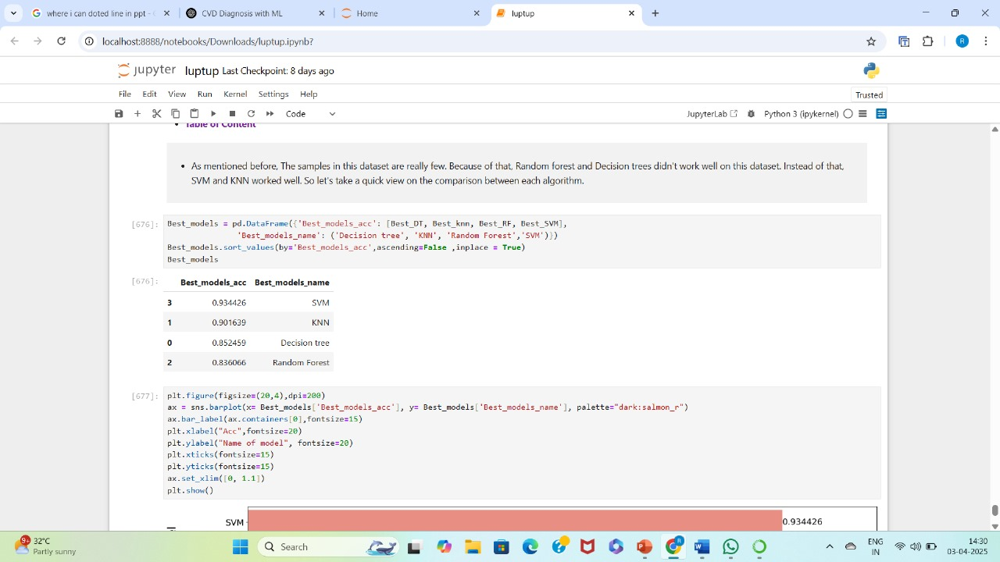 where i can doted line in ppt -
CVD Diagnosis with ML
Home
luptup
localhost:8888/notebooks/Downloads/luptup.ipynb?
R
jupyter luptup Last Checkpoint: 8 days ago
File Edit View Run Kernel Settings Help
Trusted
Code
JupyterLab
Python 3 (ipykernel)
Table of Content
• As mentioned before, The samples in this dataset are really few. Because of that, Random forest and Decision trees didn't work well on this dataset. Instead of that,
SVM and KNN worked well. So let's take a quick view on the comparison between each algorithm.
[676]: Best_models = pd.DataFrame({'Best_models_acc': [Best_DT, Best_knn, Best_RF, Best_SVM],
'Best_models_name': ('Decision tree', 'KNN', 'Random Forest','SVM')})
Best_models.sort_values(by='Best_models_acc',ascending=False ,inplace = True)
Best_models
[676]: Best_models_acc Best_models_name
3 0.934426 SVM
1 0.901639 KNN
0 0.852459 Decision tree
2 0.836066 Random Forest
[677]: plt.figure(figsize=(20,4),dpi=200)
ax = sns.barplot(x= Best_models['Best_models_acc'], y= Best_models['Best_models_name'], palette="dark:salmon_r")
ax.bar_label(ax.containers[0],fontsize=15)
plt.xlabel("Acc",fontsize=20)
plt.ylabel("Name of model", fontsize=20)
plt.xticks(fontsize=15)
plt.yticks(fontsize=15)
ax.set_xlim([0, 1.1])
plt.show()
SVM 0.934426
9+ 32°C
Partly sunny
Search
ENG
IN
14:30
03-04-2025